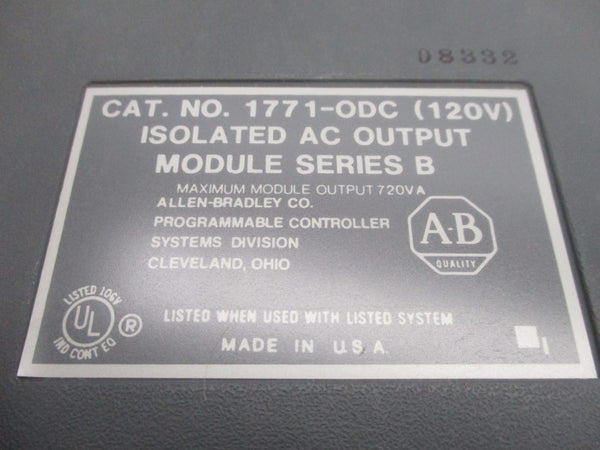 08332
CAT. NO. 1771-ODC (120V)
ISOLATED AC OUTPUT
MODULE SERIES B
MAXIMUM MODULE OUTPUT 720VA
ALLEN-BRADLEY CO.
PROGRAMMABLE CONTROLLER
SYSTEMS DIVISION
CLEVELAND, OHIO
A-B
QUALITY
LISTED 106Y
UL ®
IND CONT EQ
LISTED WHEN USED WITH LISTED SYSTEM
MADE IN U.S.A.